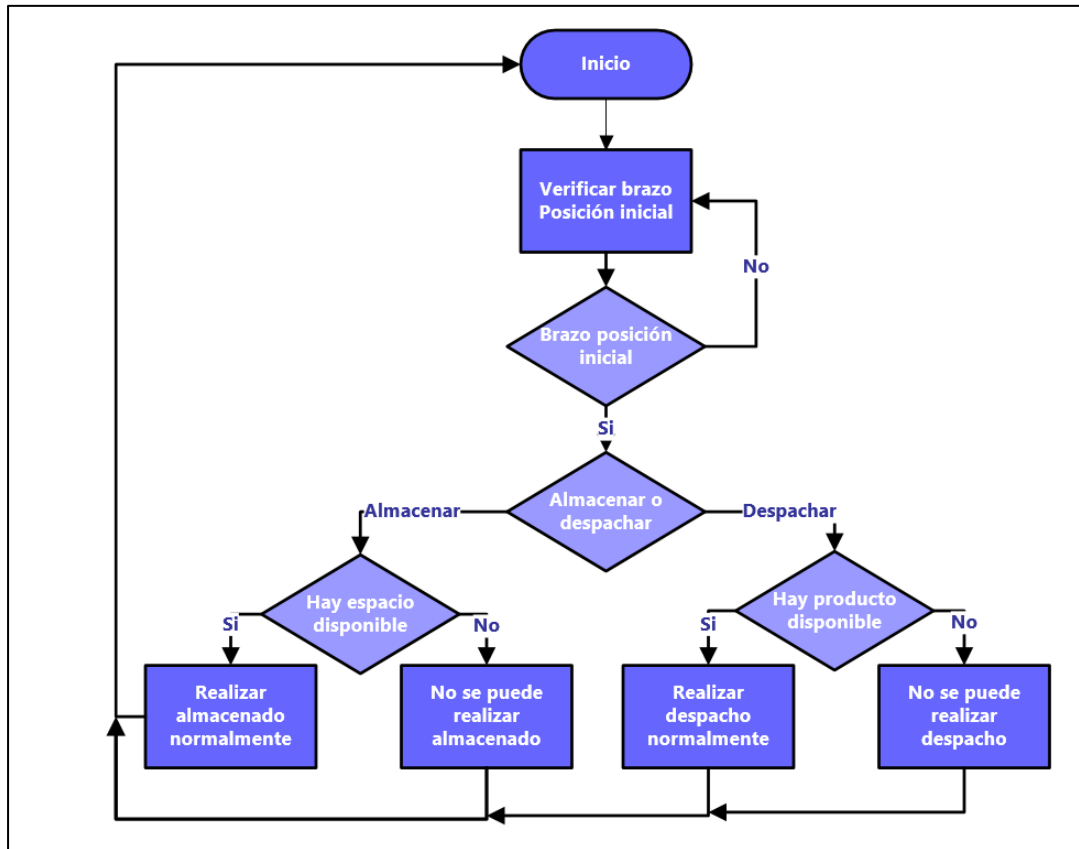 Inicio
Verificar brazo
Posición inicial
No
Brazo posición
inicial
Si
Almacenar o
despachar
Almacenar
Despachar
Hay espacio
disponible
Hay producto
disponible
Si
No
Si
No
Realizar
almacenado
normalmente
No se puede
realizar
almacenado
Realizar
despacho
normalmente
No se puede
realizar
despacho